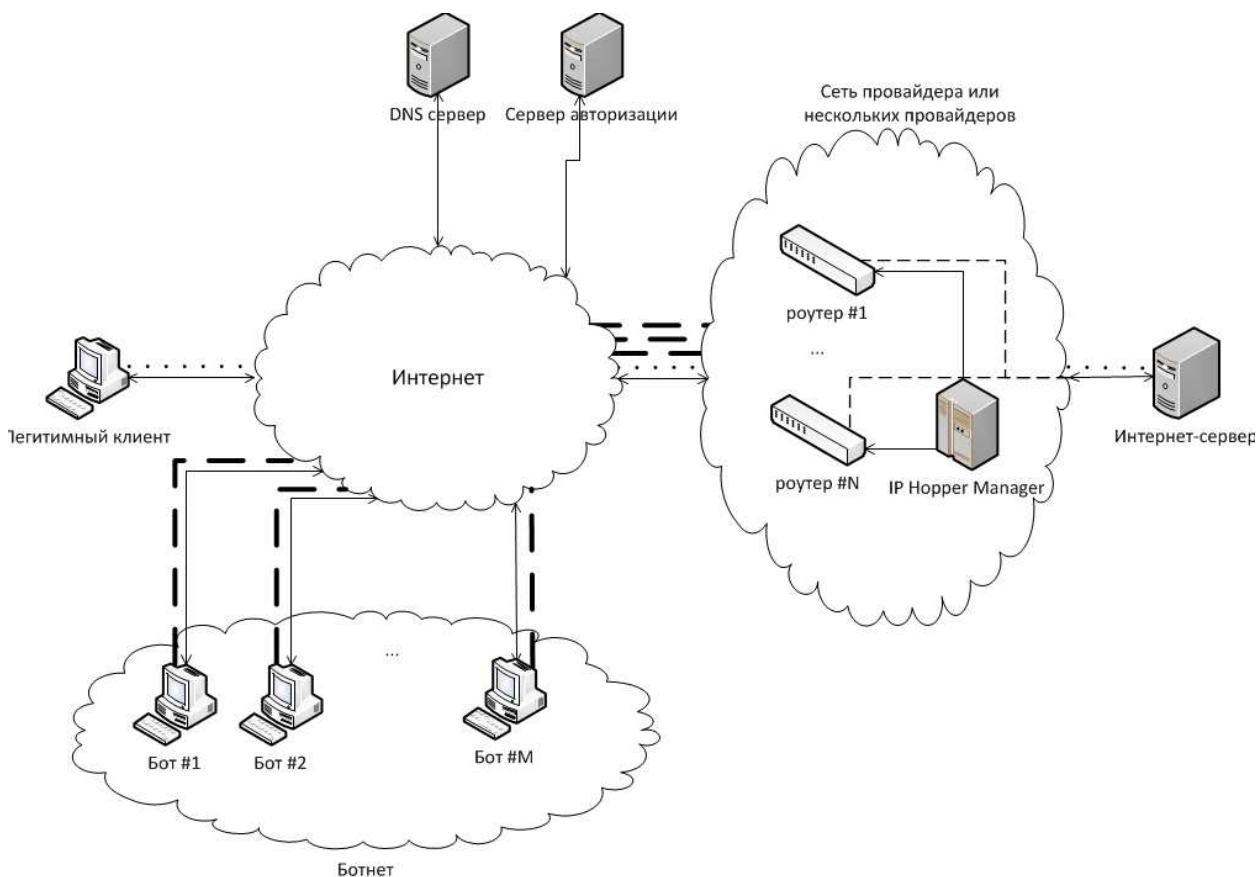 DNS сервер
Сервер авторизации
Сеть провайдера или
нескольких провайдеров
роутер #1
...
Интернет
Легитимный клиент
Интернет-сервер
роутер #N
IP Hopper Manager
...
Бот #1
Бот #2
Бот #M
Ботнет